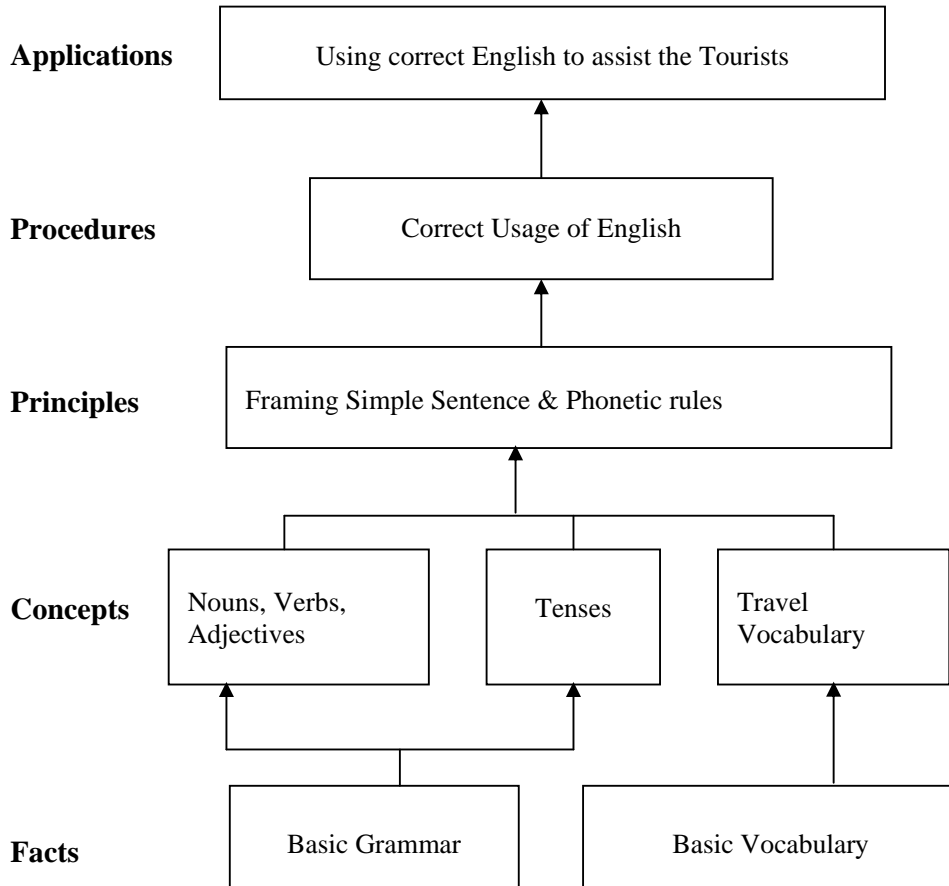 Applications
Using correct English to assist the Tourists
Procedures
Correct Usage of English
Principles
Framing Simple Sentence & Phonetic rules
Concepts
Nouns, Verbs,
Adjectives
Tenses
Travel
Vocabulary
Facts
Basic Grammar
Basic Vocabulary